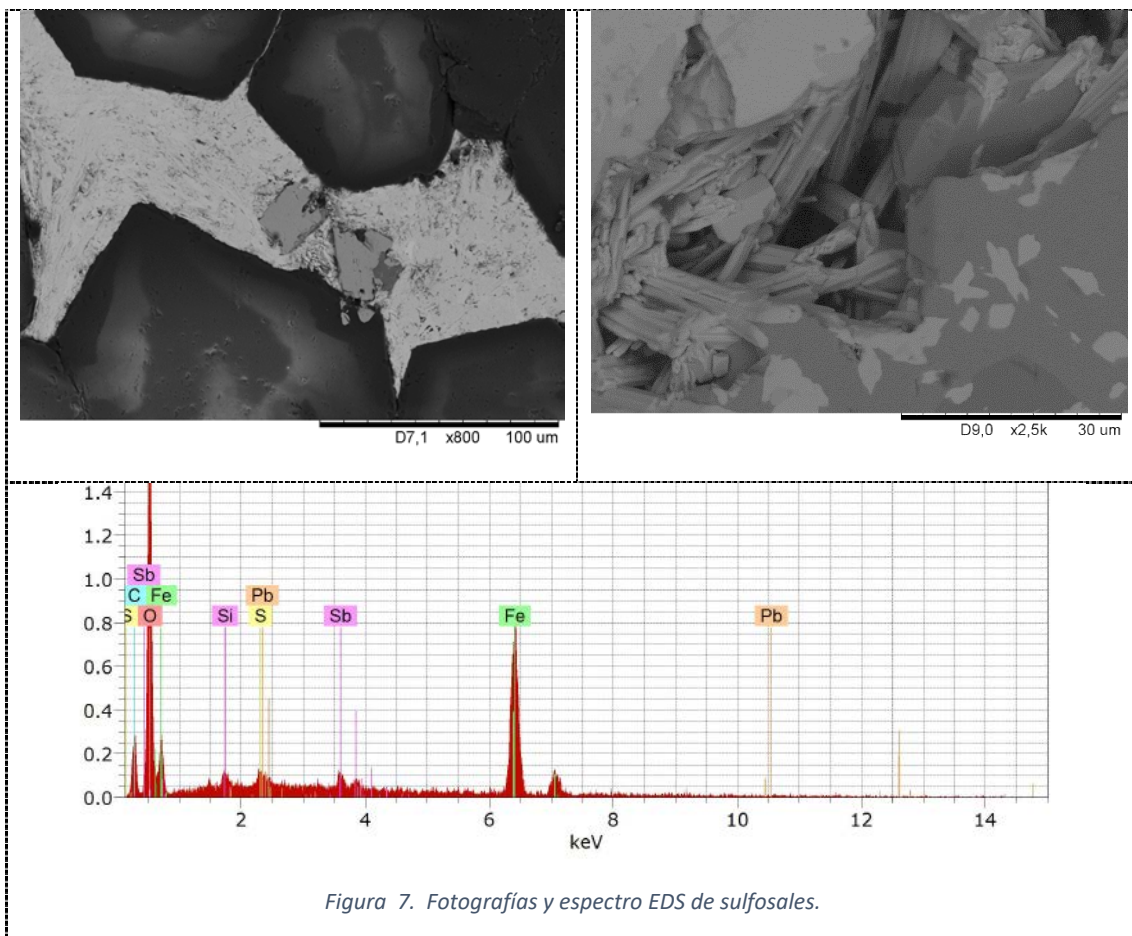 D7,1 x800 100 um
D9,0 x2,5k 30 um
1.4
1.2
1.0
0.8
0.6
0.4
0.2
0.0
Sb
C Fe
S O
Si
Pb
S
Sb
Fe
Pb
2 4 6 8 10 12 14
keV
Figura 7. Fotografías y espectro EDS de sulfosales.